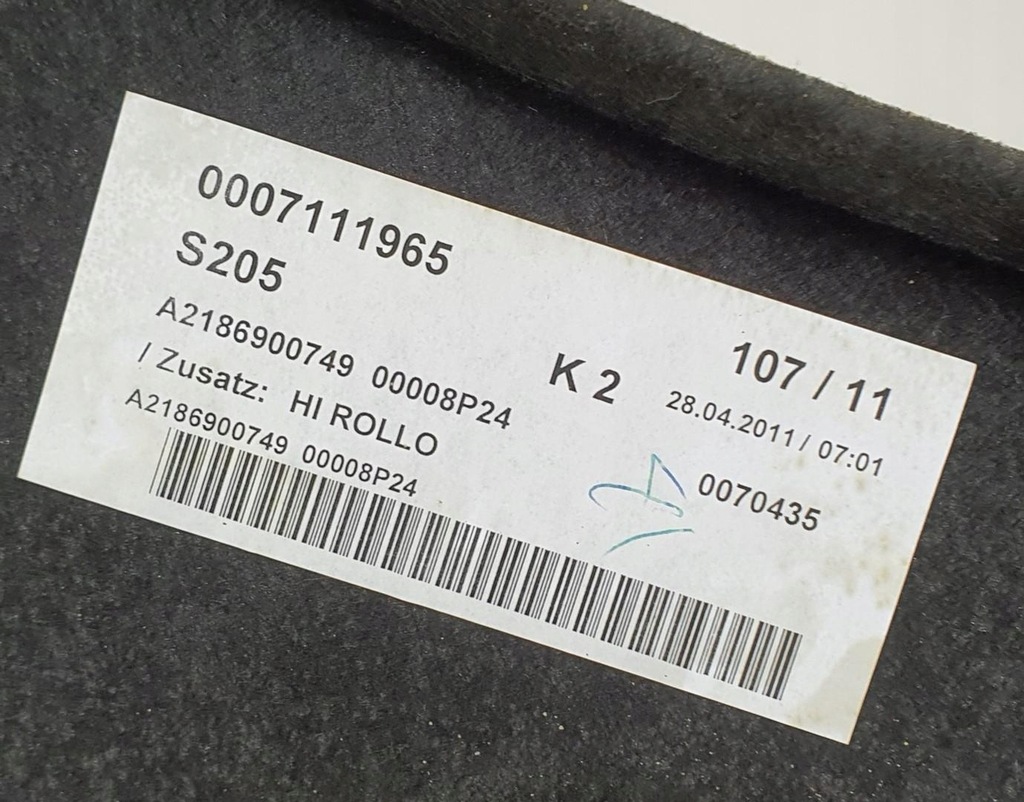 0007111965
S205
A2186900749 00008P24
/ Zusatz: HI ROLLO
A2186900749 00008P24
K 2
107 / 11
28.04.2011 / 07:01
0070435